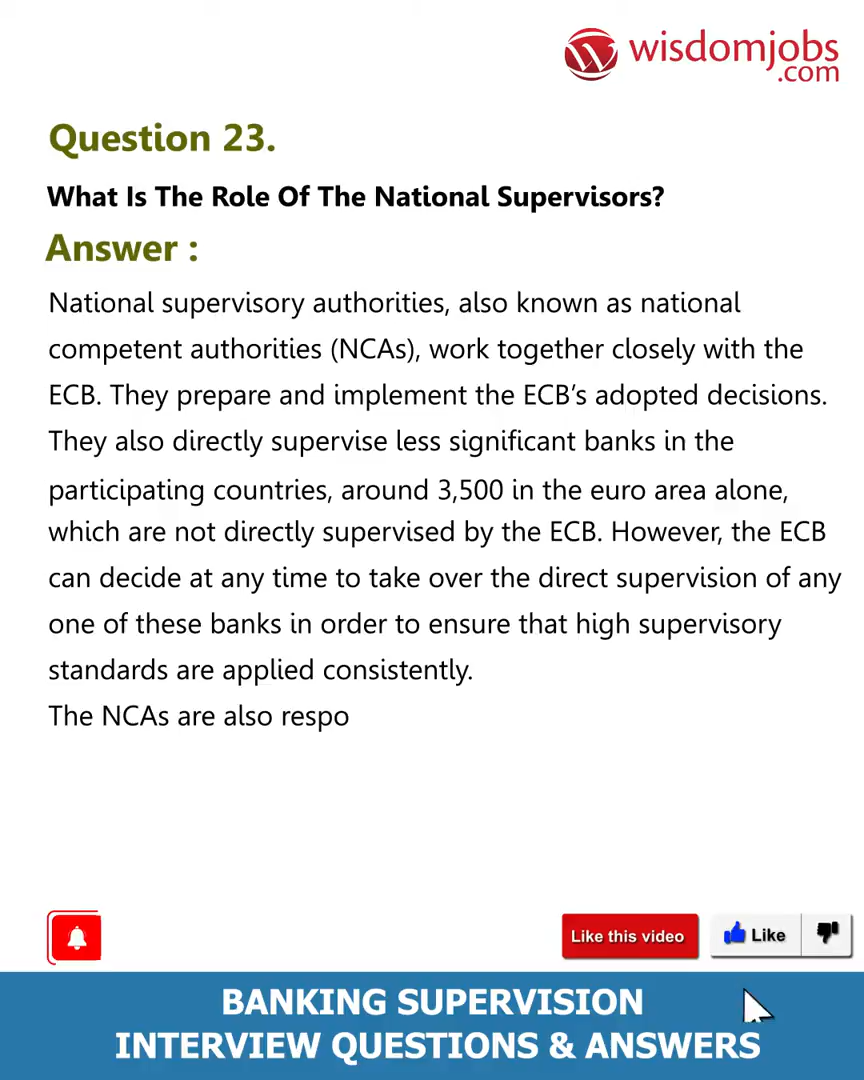 wisdomjobs
.com
Question 23.
What Is The Role Of The National Supervisors?
Answer :
National supervisory authorities, also known as national
competent authorities (NCAs), work together closely with the
ECB. They prepare and implement the ECB’s adopted decisions.
They also directly supervise less significant banks in the
participating countries, around 3,500 in the euro area alone,
which are not directly supervised by the ECB. However, the ECB
can decide at any time to take over the direct supervision of any
one of these banks in order to ensure that high supervisory
standards are applied consistently.
The NCAs are also respo
Like this video
Like
BANKING SUPERVISION
INTERVIEW QUESTIONS & ANSWERS